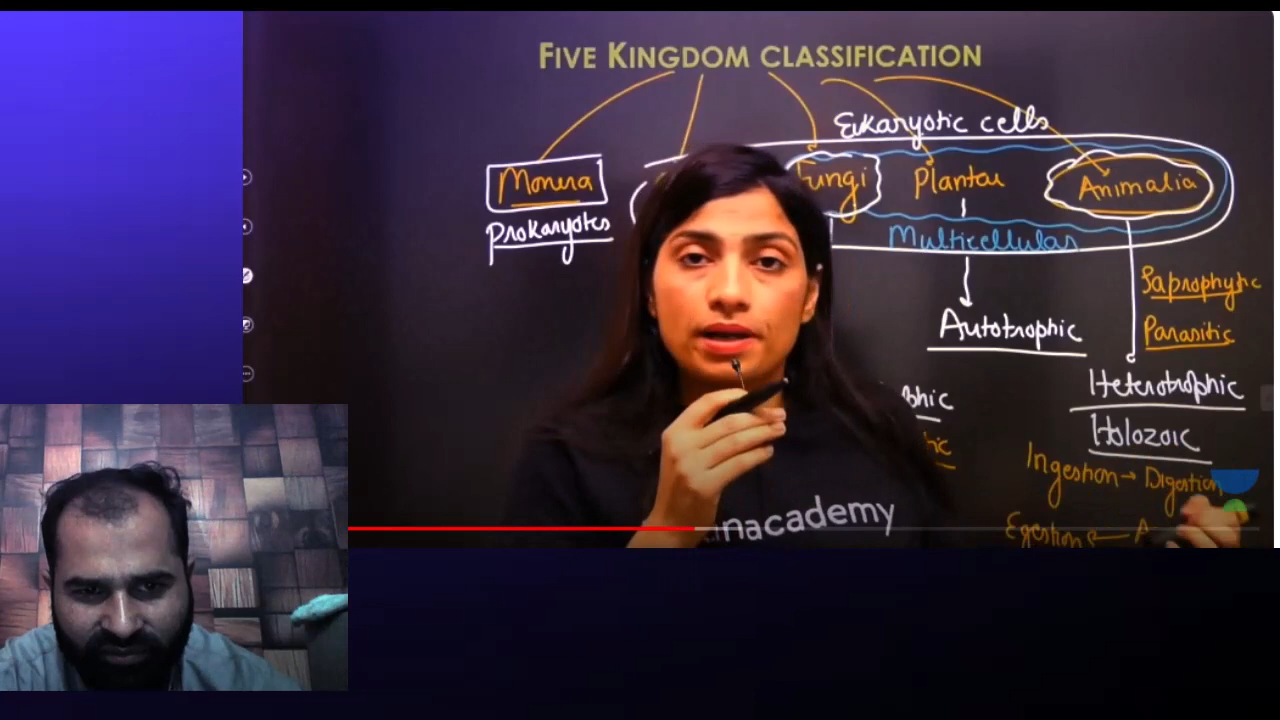 FIVE KINGDOM CLASSIFICATION
Eukaryotic cells
Monera
Fungi
Plantae
Animalia
Prokaryotes
Multicellular
Saprophytic
Autotrophic
Parasitic
Heterotrophic
Holozoic
Ingestion → Digestion
Egestion ←
unacademy